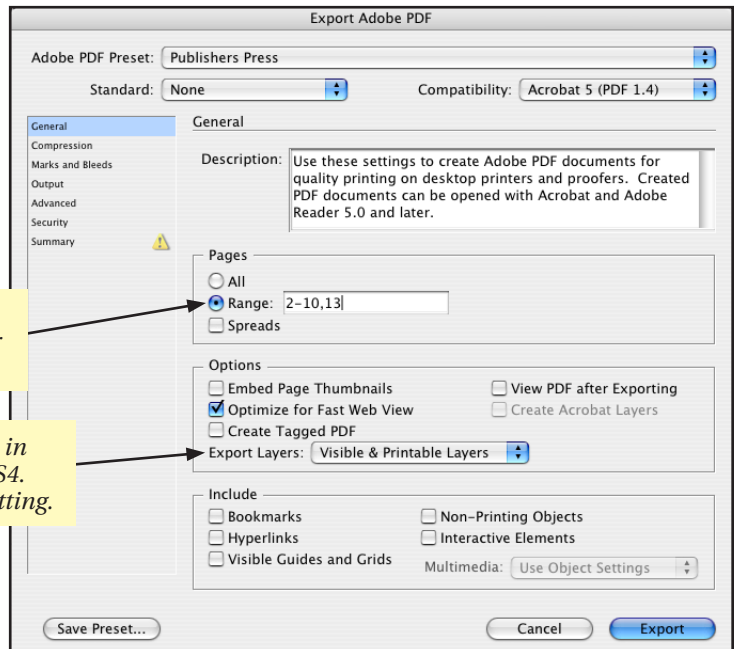 Export Adobe PDF
Adobe PDF Preset: Publishers Press
Standard: None Compatibility: Acrobat 5 (PDF 1.4)
General
Compression
Marks and Bleeds
Output
Advanced
Security
Summary
General
Description: Use these settings to create Adobe PDF documents for
quality printing on desktop printers and proofers. Created
PDF documents can be opened with Acrobat and Adobe
Reader 5.0 and later.
Pages
All
Range: 2-10,13
Spreads
Options
Embed Page Thumbnails View PDF after Exporting
Optimize for Fast Web View Create Acrobat Layers
Create Tagged PDF
Export Layers: Visible & Printable Layers
in
S4.
tting.
Include
Bookmarks Non-Printing Objects
Hyperlinks Interactive Elements
Visible Guides and Grids Multimedia: Use Object Settings
Save Preset... Cancel Export